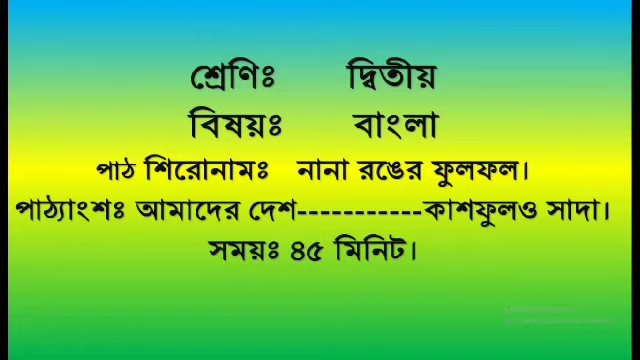 শ্রেণিঃ দ্বিতীয়
বিষয়ঃ বাংলা
পাঠ শিরোনামঃ নানা রঙের ফুলফল।
পাঠ্যাংশঃ আমাদের দেশ-----------কাশফুলও সাদা।
সময়ঃ ৪৫ মিনিট।